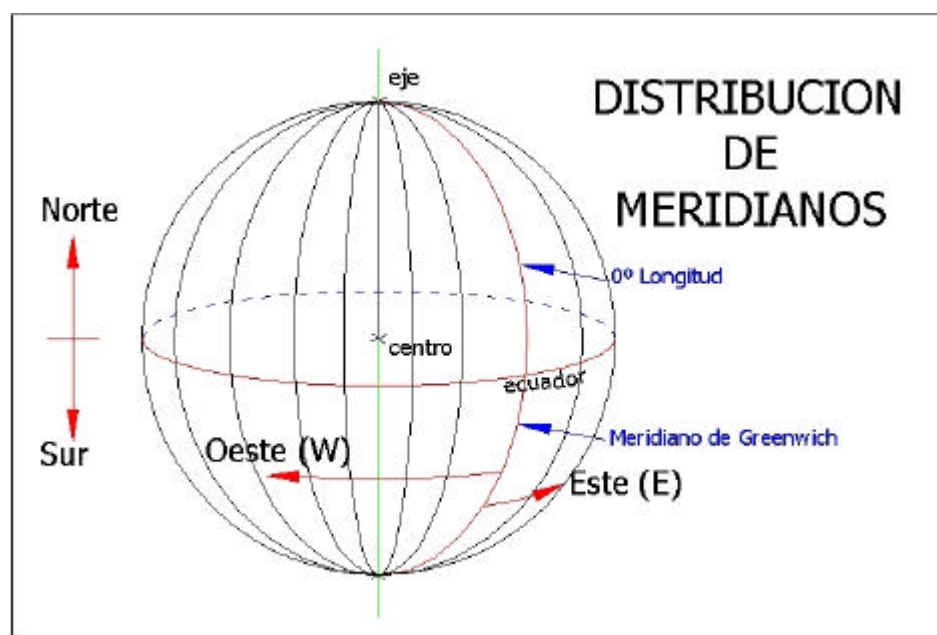 eje
DISTRIBUCION
DE
MERIDIANOS
Norte
0º Longitud
centro
ecuador
Meridiano de Greenwich
Sur
Oeste (W)
Este (E)